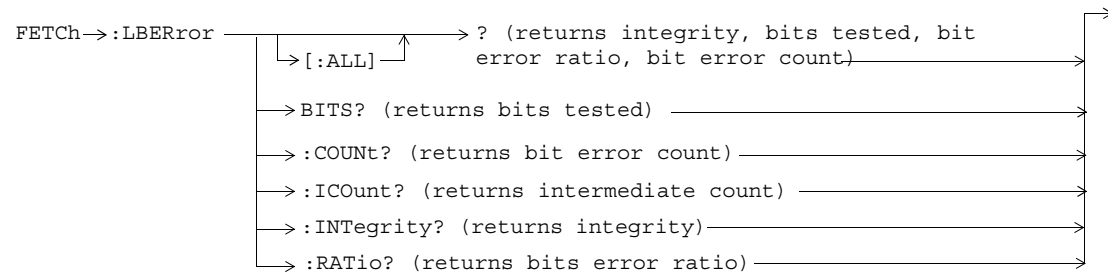 FETCh :LBERror ? (returns integrity, bits tested, bit
[:ALL] error ratio, bit error count)
BITS? (returns bits tested)
:COUNt? (returns bit error count)
:ICOunt? (returns intermediate count)
:INTegrity? (returns integrity)
:RATio? (returns bits error ratio)